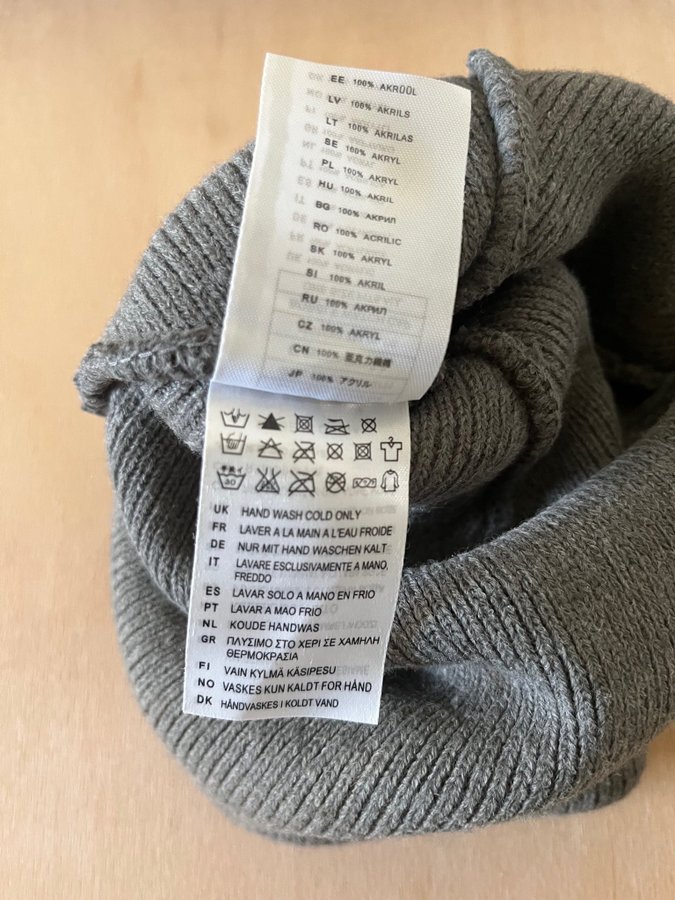 EE 100% AKRÜÜL
LV 100% AKRILS
LT 100% AKRILAS
SE 100% AKRYL
PL 100% AKRYL
HU 100% AKRIL
BG 100% АКРИЛ
RO 100% ACRILIC
SK 100% AKRYL
SI 100% AKRIL
RU 100% АКРИЛ
CZ 100% AKRYL
CN 100%
JP 100% アクリル
30
UK HAND WASH COLD ONLY
FR LAVER A LA MAIN A L'EAU FROIDE
DE NUR MIT HAND WASCHEN KALT
IT LAVARE ESCLUSIVAMENTE A MANO,
FREDDO
ES LAVAR SOLO A MANO EN FRIO
PT LAVAR A MAO FRIO
NL KOUDE HANDWAS
GR ΠΛΥΣΙΜΟ ΣΤΟ ΧΕΡΙ ΣΕ ΧΑΜΗΛΗ
ΘΕΡΜΟΚΡΑΣΙΑ
FI VAIN KYLMÄ KÄSIPESU
NO VASKES KUN KALDT FOR HÅND
DK HÅNDVASKES I KOLDT VAND